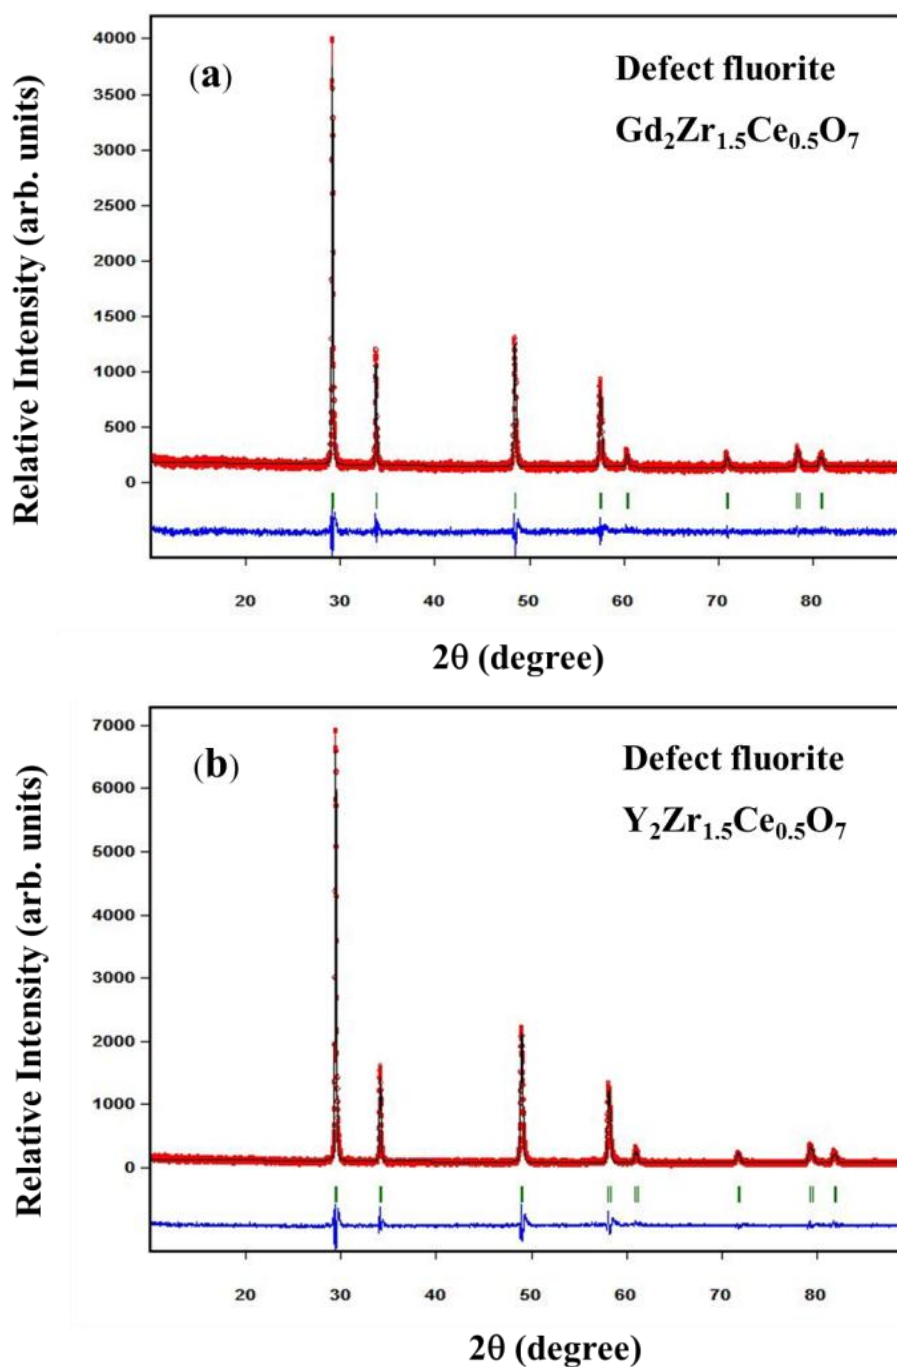 (a)
Defect fluorite
Gd₂Zr₁.₅Ce₀.₅O₇
Relative Intensity (arb. units)
4000
3500
3000
2500
2000
1500
1000
500
0
20 30 40 50 60 70 80
2θ (degree)
(b)
Defect fluorite
Y₂Zr₁.₅Ce₀.₅O₇
Relative Intensity (arb. units)
7000
6000
5000
4000
3000
2000
1000
0
20 30 40 50 60 70 80
2θ (degree)